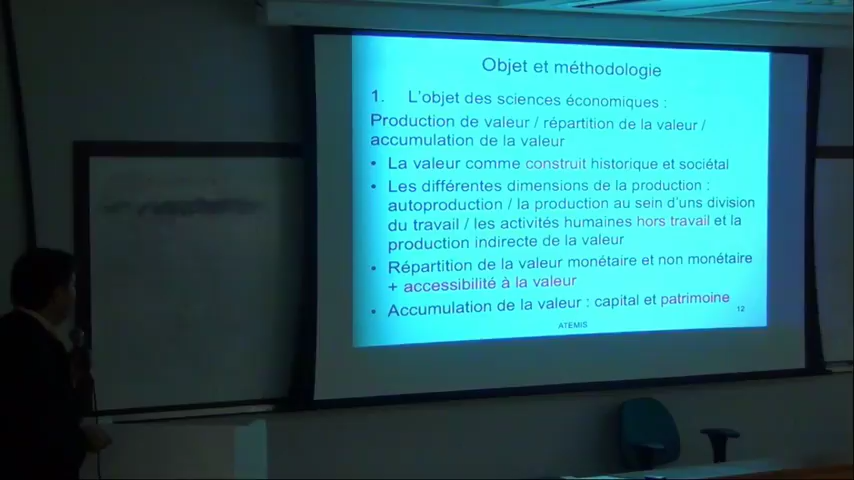 Objet et méthodologie
1. L'objet des sciences économiques :
Production de valeur / répartition de la valeur /
accumulation de la valeur
• La valeur comme construit historique et sociétal
• Les différentes dimensions de la production :
autoproduction / la production au sein d'uns division
du travail / les activités humaines hors travail et la
production indirecte de la valeur
• Répartition de la valeur monétaire et non monétaire
+ accessibilité à la valeur
• Accumulation de la valeur : capital et patrimoine
ATEMIS
12